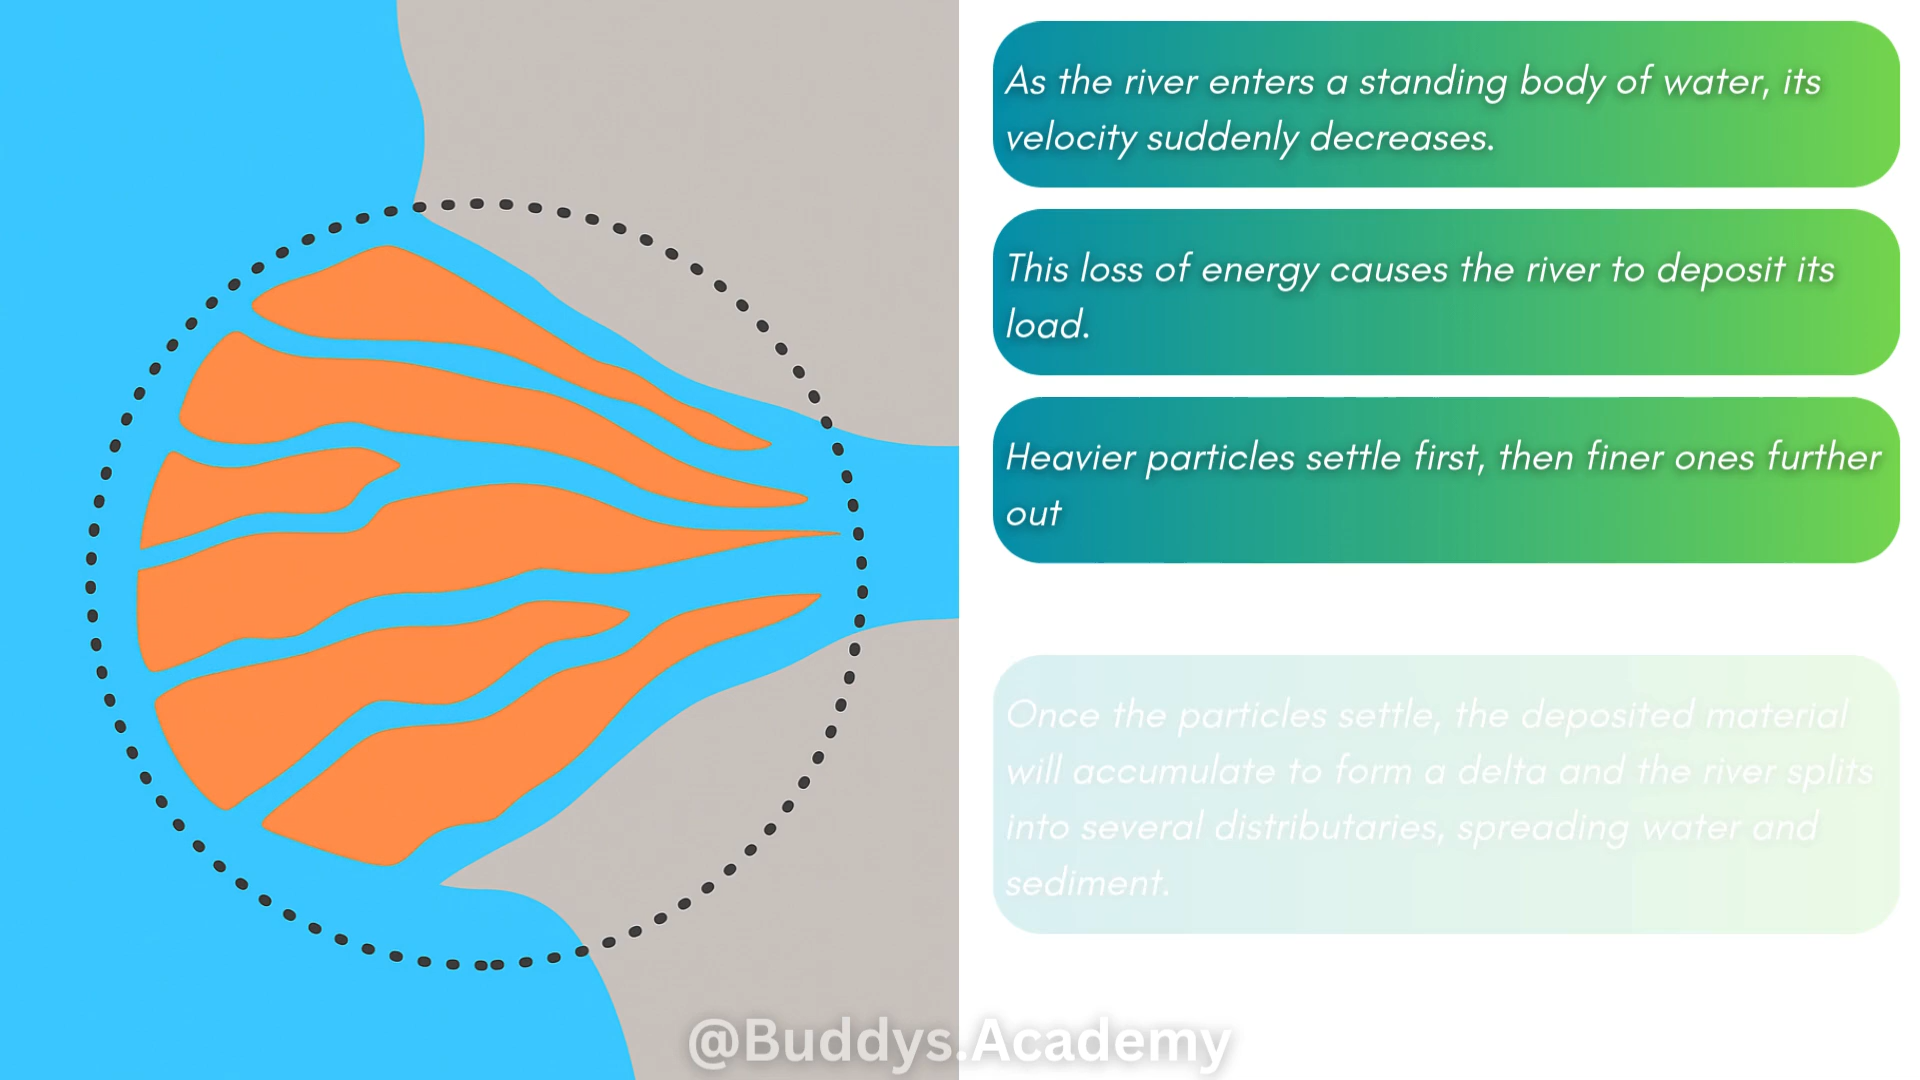 As the river enters a standing body of water, its
velocity suddenly decreases.
This loss of energy causes the river to deposit its
load.
Heavier particles settle first, then finer ones further
out
Once the particles settle, the deposited material
will accumulate to form a delta and the river splits
into several distributaries, spreading water and
sediment.
@Buddys.Academy